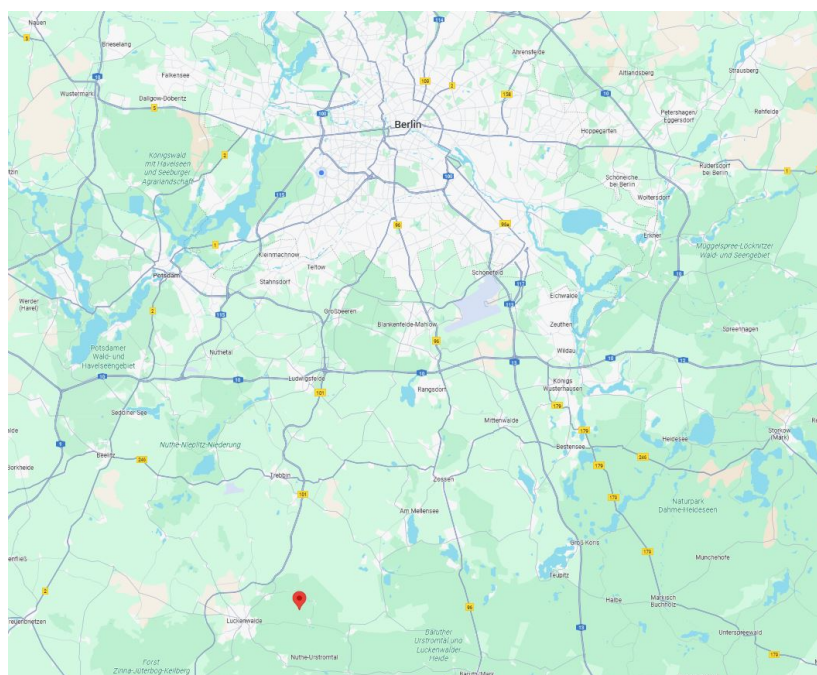 Nauen
Brieselang
Ahrensfelde
Altlandsberg
Strausberg
Falkensee
Wustermark
Dallgow-Döberitz
Petershagen/
Eggersdorf
Rehfelde
Berlin
Hoppegarten
Königswald
mit Havelseen
und Seeburger
Agrarlandschaft
Rüdersdorf
bei Berlin
Schöneiche
bei Berlin
Woltersdorf
Erkner
Kleinmachnow
Müggelspree-Löcknitzer
Wald- und Seengebiet
Potsdam
Teltow
Stahnsdorf
Schönefeld
Werder
(Havel)
Eichwalde
Großbeeren
Blankenfelde-Mahlow
Zeuthen
Spreenhagen
Potsdamer
Wald- und
Havelseengebiet
Nuthetal
Wildau
Ludwigsfelde
Rangsdorf
Königs
Wusterhausen
Seddiner See
Mittenwalde
Nuthe-Nieplitz-Niederung
Bestensee
Heidesee
Storkow
(Mark)
Beelitz
Borkheide
Trebbin
Zossen
Naturpark
Dahme-Heideseen
Am Mellensee
Groß Köris
Münchehofe
Teupitz
Halbe
Märkisch
Buchholz
Luckenwalde
Baruther
Urstromtal und
Luckenwalder
Heide
Unterspreewald
Nuthe-Urstromtal
Forst
Zinna-Jüterbog-Keilberg